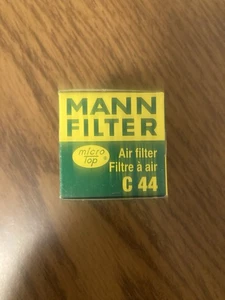 MANN
FILTER
micro
Top
®
Air filter
Filtre à air
C 44